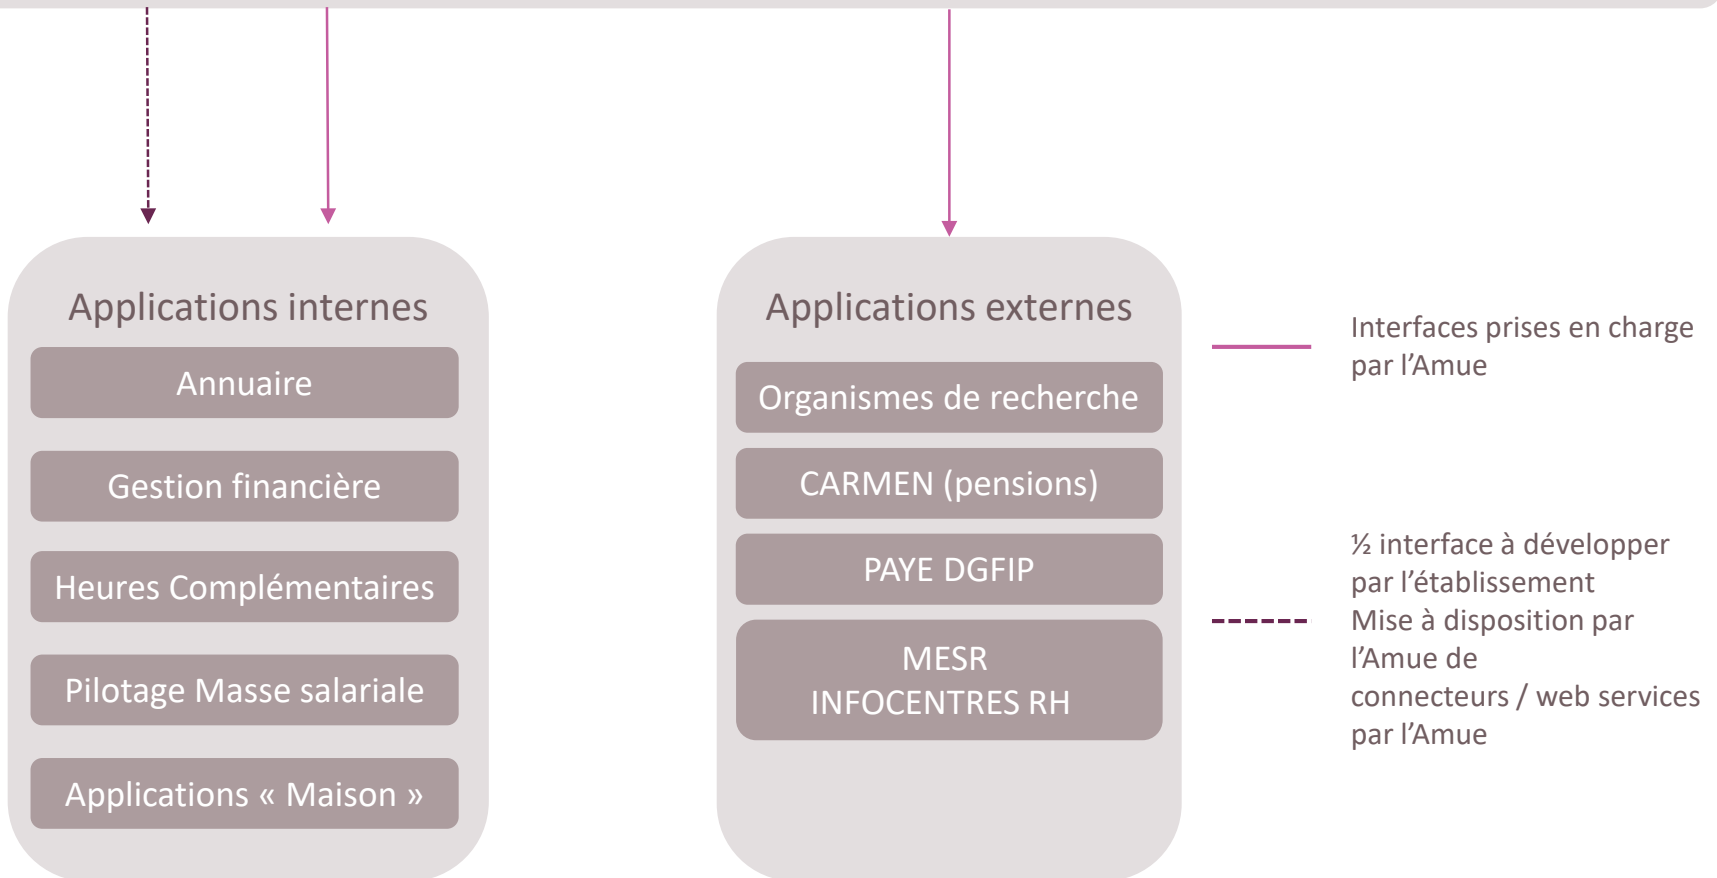 Applications internes
Annuaire
Gestion financière
Heures Complémentaires
Pilotage Masse salariale
Applications « Maison »
Applications externes
Organismes de recherche
CARMEN (pensions)
PAYE DGFIP
MESR
INFOCENTRES RH
Interfaces prises en charge
par l’Amue
½ interface à développer
par l’établissement
Mise à disposition par
l’Amue de
connecteurs / web services
par l’Amue